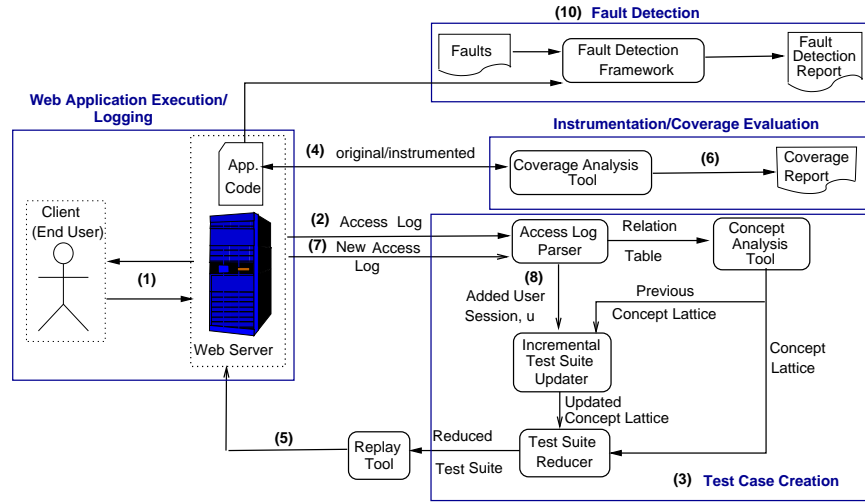 (10) Fault Detection
Faults
Fault Detection
Framework
Fault
Detection
Report
Web Application Execution/
Logging
Instrumentation/Coverage Evaluation
App.
Code
(4) original/instrumented
Coverage Analysis
Tool
(6)
Coverage
Report
Client
(End User)
(1)
Web Server
(2) Access Log
(7) New Access
Log
Access Log
Parser
Relation
Table
Concept
Analysis
Tool
(8)
Added User
Session, u
Previous
Concept Lattice
Incremental
Test Suite
Updater
Concept
Lattice
Updated
Concept Lattice
(5)
Replay
Tool
Reduced
Test Suite
Test Suite
Reducer
(3) Test Case Creation